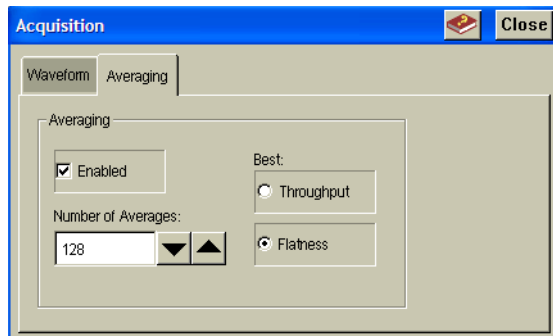 Acquisition
Close
Waveform
Averaging
Averaging
Enabled
Number of Averages:
128
Best:
Throughput
Flatness